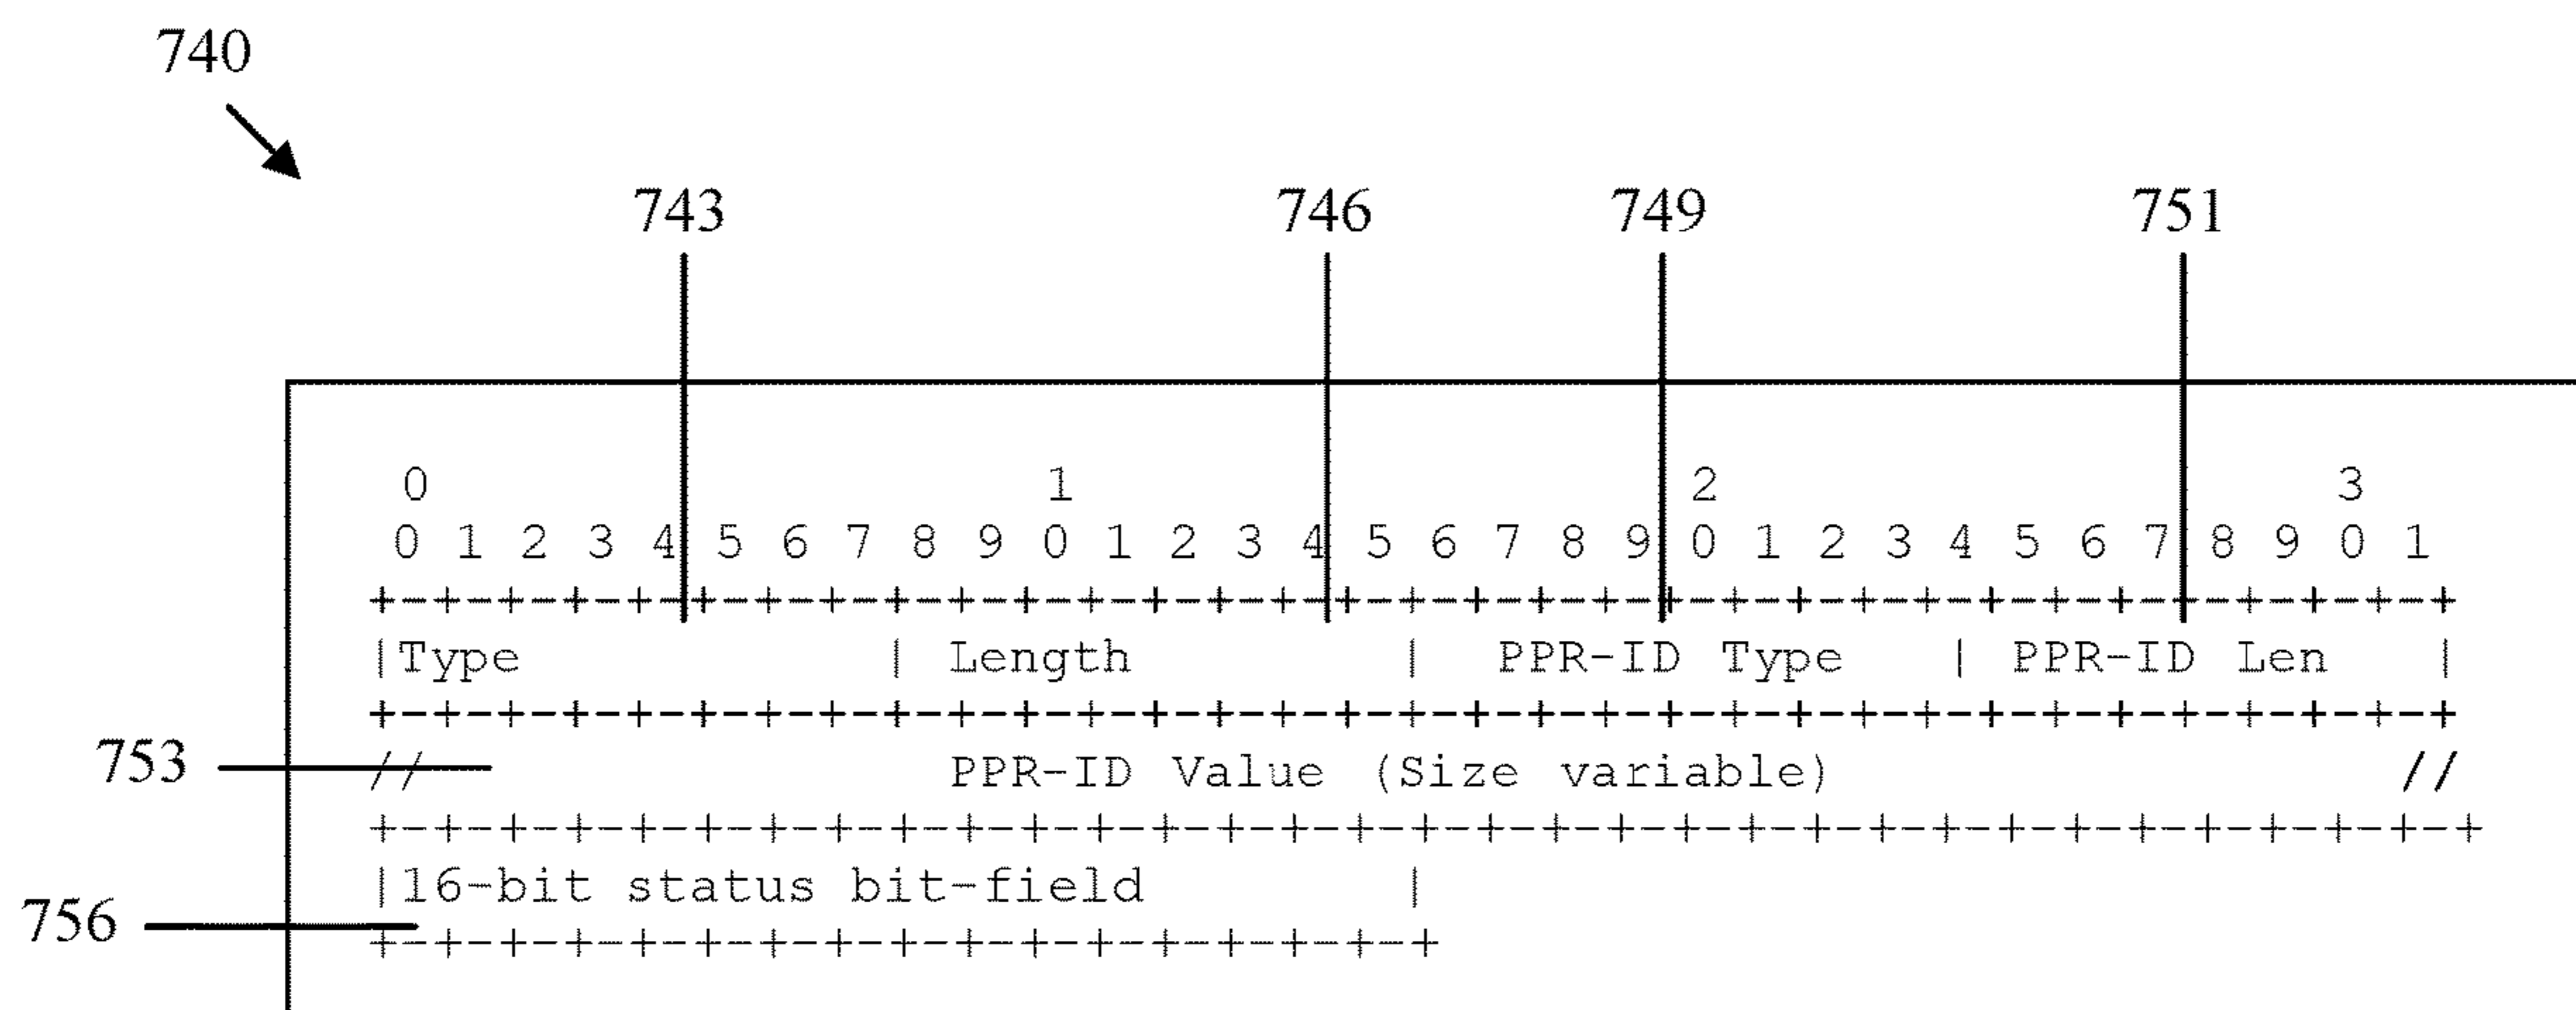 740
743 746 749 751
0 1 2 3
0 1 2 3 4 5 6 7 8 9 0 1 2 3 4 5 6 7 8 9 0 1 2 3 4 5 6 7 8 9 0 1
+-+-+-+-+-+-+-+-+-+-+-+-+-+-+-+-+-+-+-+-+-+-+-+-+-+-+-+-+-+-+-+-+
|Type | Length | PPR-ID Type | PPR-ID Len |
+-+-+-+-+-+-+-+-+-+-+-+-+-+-+-+-+-+-+-+-+-+-+-+-+-+-+-+-+-+-+-+-+
753 // PPR-ID Value (Size variable) //
+-+-+-+-+-+-+-+-+-+-+-+-+-+-+-+-+-+-+-+-+-+-+-+-+-+-+-+-+-+-+-+-+
|16-bit status bit-field |
756
+-+-+-+-+-+-+-+-+-+-+-+-+-+-+-+-+